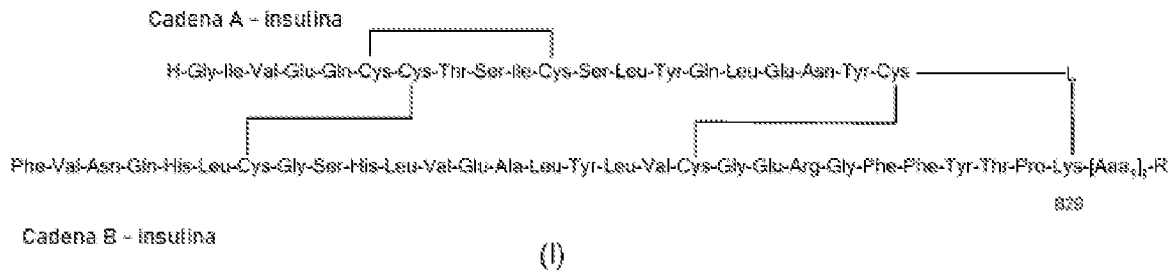 Cadena A - insulina
H-Gly-Ile-Val-Glu-Gln-Cys-Cys-Thr-Ser-Ile-Cys-Ser-Leu-Tyr-Gln-Leu-Glu-Asn-Tyr-Cys L
Phe-Val-Asn-Gln-His-Leu-Cys-Gly-Ser-His-Leu-Val-Glu-Ala-Leu-Tyr-Leu-Val-Cys-Gly-Glu-Arg-Gly-Phe-Phe-Tyr-Thr-Pro-Lys-[Aaa₁]-R
B29
Cadena B - insulina
(I)